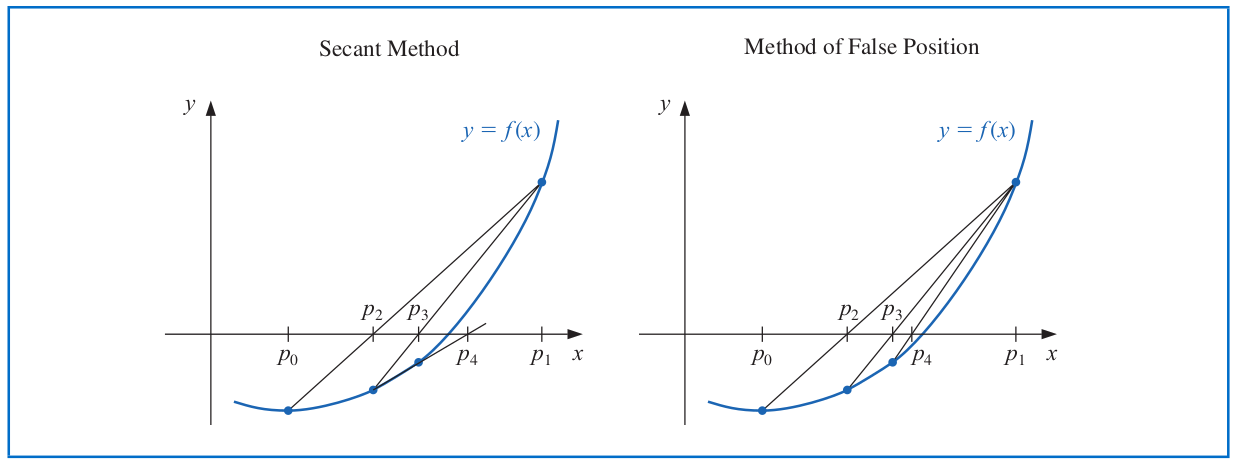 Secant Method
y
y = f(x)
p₂ p₃
p₀ p₄ p₁ x
Method of False Position
y
y = f(x)
p₂ p₃
p₀ p₄ p₁ x